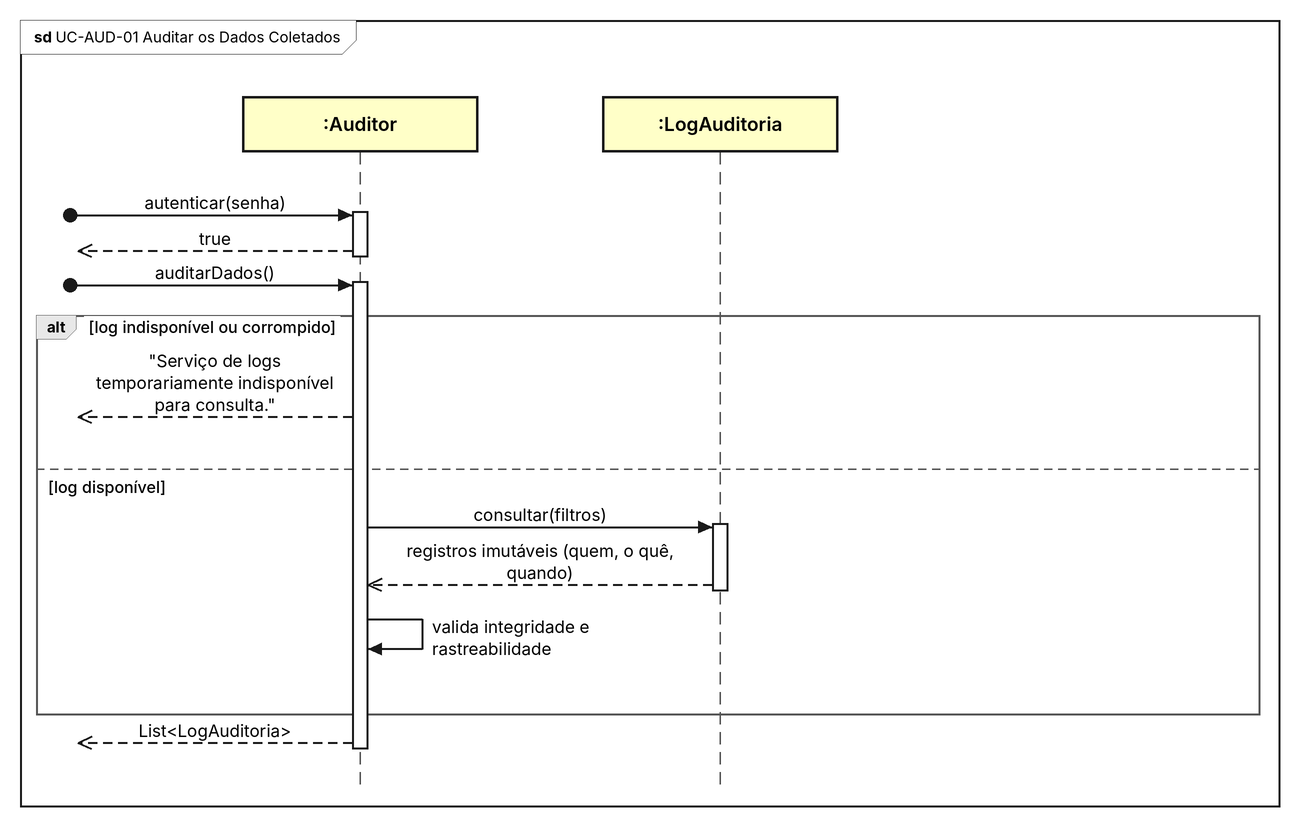 sd UC-AUD-01 Auditar os Dados Coletados
:Auditor
:LogAuditoria
autenticar(senha)
true
auditarDados()
alt
[log indisponível ou corrompido]
"Serviço de logs
temporariamente indisponível
para consulta."
[log disponível]
consultar(filtros)
registros imutáveis (quem, o quê,
quando)
valida integridade e
rastreabilidade
List<LogAuditoria>